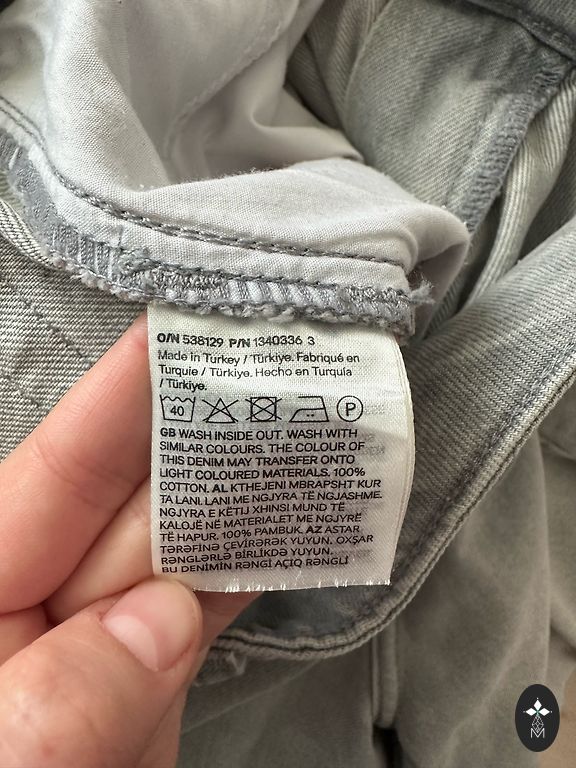 O/N 538129 P/N 1340336 3
Made in Turkey / Türkiye. Fabriqué en
Turquie / Türkiye. Hecho en Turquía
/ Türkiye.
40 P
GB WASH INSIDE OUT. WASH WITH
SIMILAR COLOURS. THE COLOUR OF
THIS DENIM MAY TRANSFER ONTO
LIGHT COLOURED MATERIALS. 100%
COTTON. AL KTHEJENI MBRAPSHT KUR
TA LANI. LANI ME NGJYRA TË NGJASHME.
NGJYRA E KËTIJ XHINSI MUND TË
KALOJË NË MATERIALET ME NGJYRË
TË HAPUR. 100% PAMBUK. AZ ASTAR
TƏRƏFİNƏ ÇEVİRƏRƏK YUYUN. OXŞAR
RƏNGLƏRLƏ BİRLİKDƏ YUYUN.
BU DENİMİN RƏNGİ AÇIQ RƏNGLİ
M